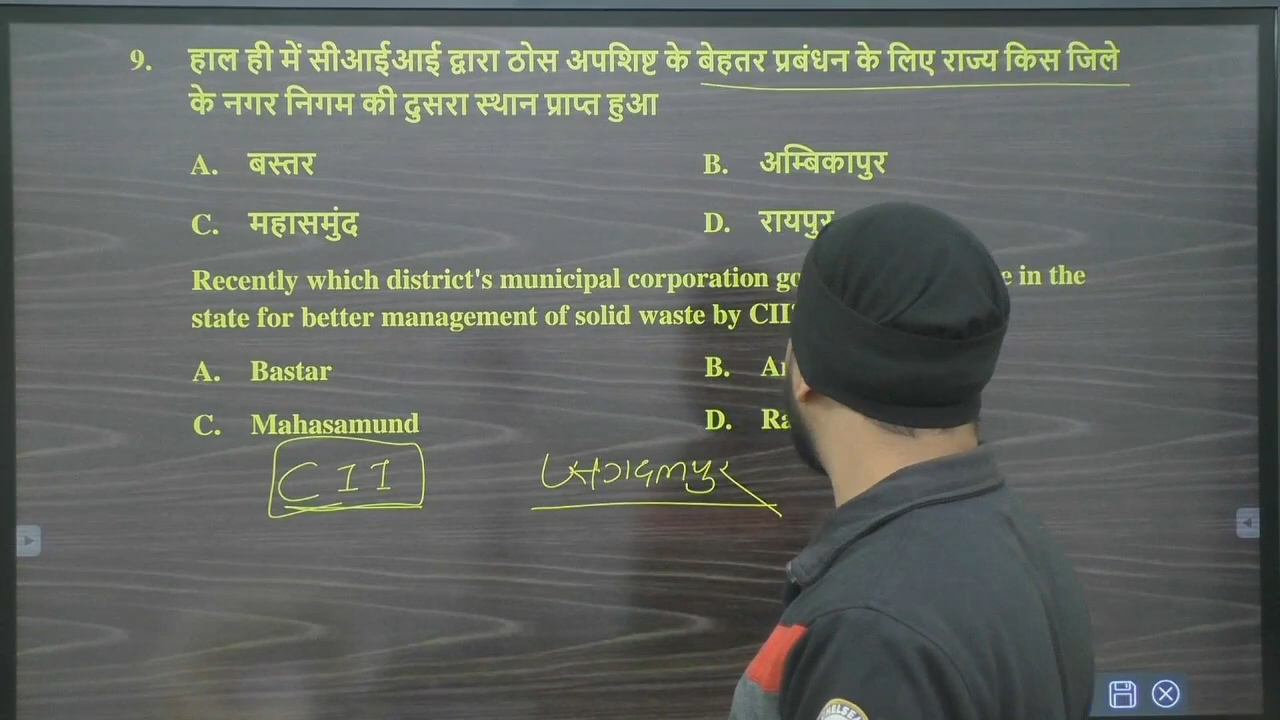 9. हाल ही में सीआईआई द्वारा ठोस अपशिष्ट के बेहतर प्रबंधन के लिए राज्य किस जिले
के नगर निगम की दुसरा स्थान प्राप्त हुआ
A. बस्तर B. अम्बिकापुर
C. महासमुंद D. रायपुर
Recently which district's municipal corporation in the
state for better management of solid waste by CII
A. Bastar B.
C. Mahasamund D.
CII जगदलपुर